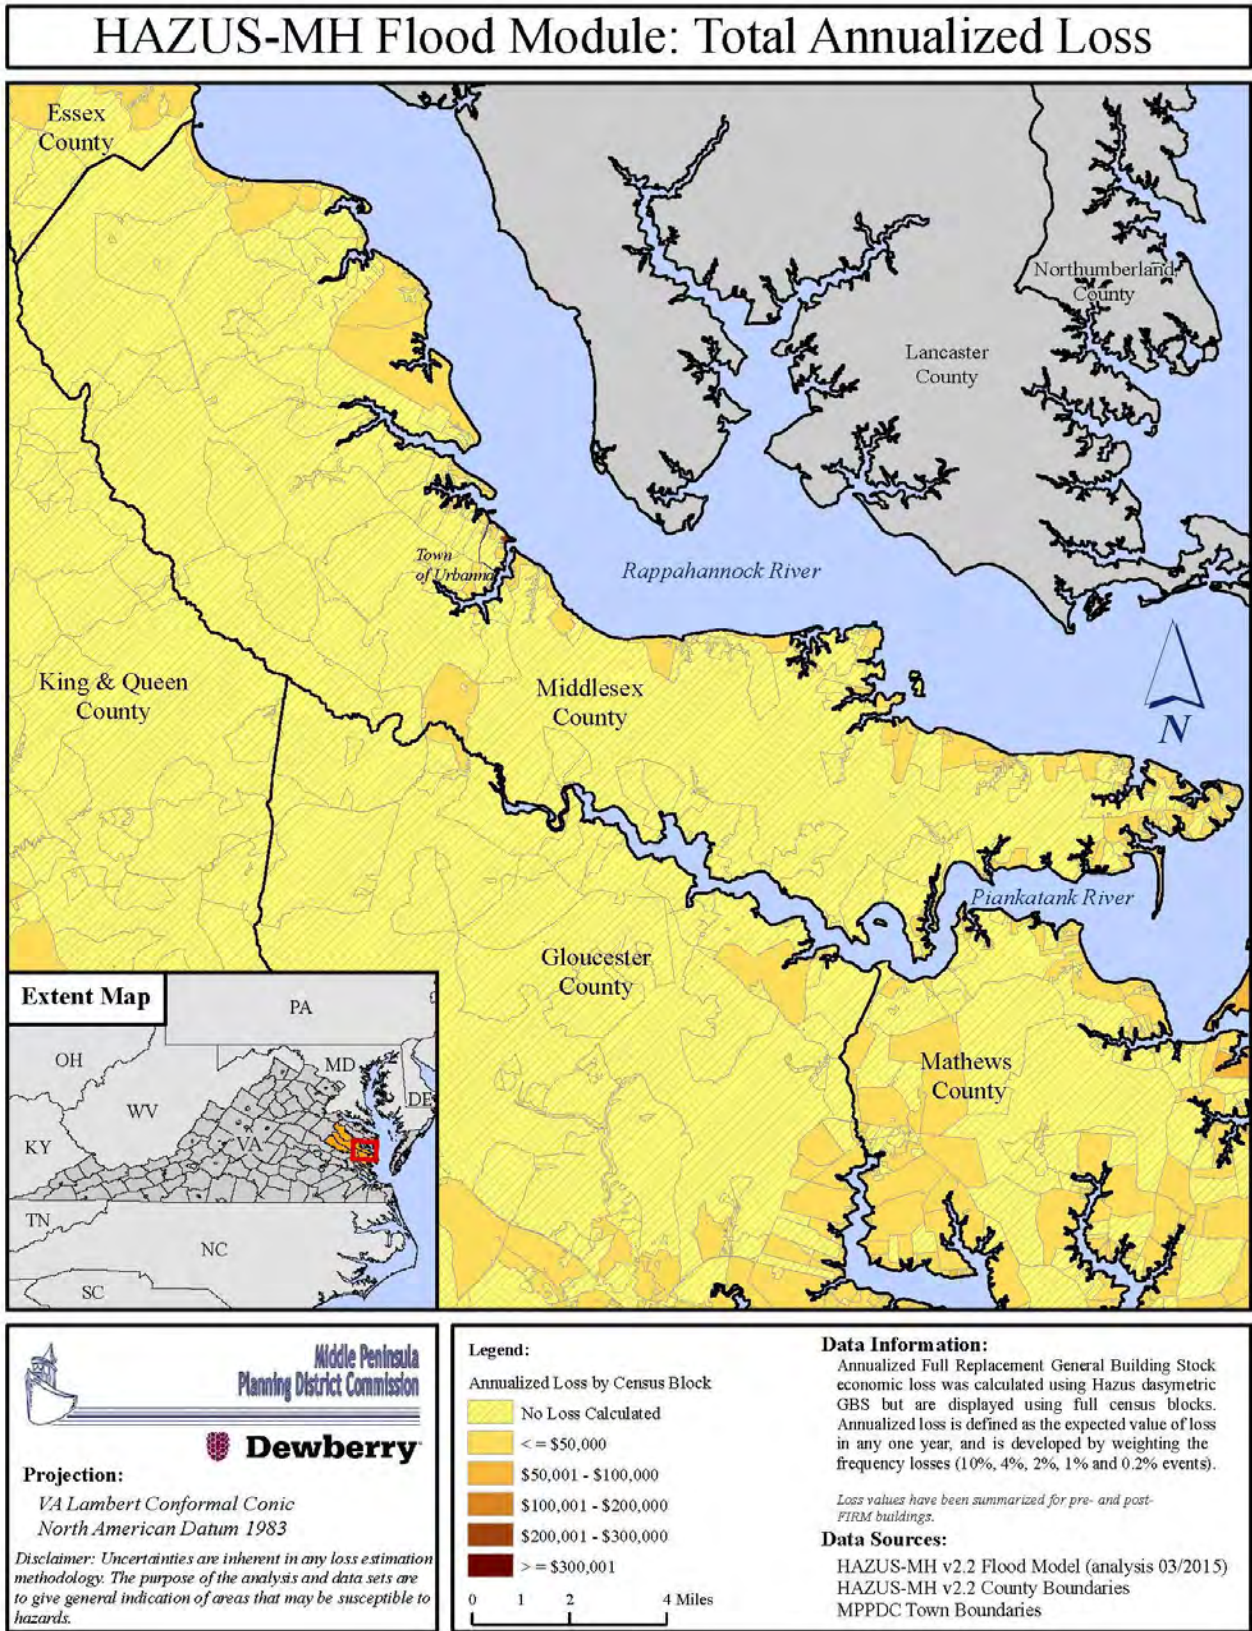 HAZUS-MH Flood Module: Total Annualized Loss
Essex
County
Northumberland
County
Lancaster
County
Town
of Urbanna
Rappahannock River
King & Queen
County
Middlesex
County
N
Piankatank River
Gloucester
County
Mathews
County
Extent Map
PA
OH
MD
WV
DE
KY
VA
TN
NC
SC
Middle Peninsula
Planning District Commission
Dewberry
Projection:
VA Lambert Conformal Conic
North American Datum 1983
Disclaimer: Uncertainties are inherent in any loss estimation
methodology. The purpose of the analysis and data sets are
to give general indication of areas that may be susceptible to
hazards.
Legend:
Annualized Loss by Census Block
No Loss Calculated
< = $50,000
$50,001 - $100,000
$100,001 - $200,000
$200,001 - $300,000
> = $300,001
0 1 2 4 Miles
Data Information:
Annualized Full Replacement General Building Stock
economic loss was calculated using Hazus dasymetric
GBS but are displayed using full census blocks.
Annualized loss is defined as the expected value of loss
in any one year, and is developed by weighting the
frequency losses (10%, 4%, 2%, 1% and 0.2% events).
Loss values have been summarized for pre- and post-
FIRM buildings.
Data Sources:
HAZUS-MH v2.2 Flood Model (analysis 03/2015)
HAZUS-MH v2.2 County Boundaries
MPPDC Town Boundaries